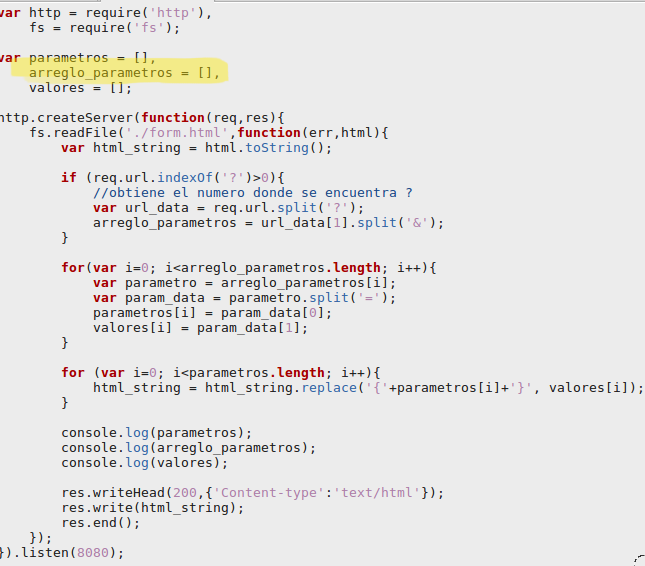 var http = require('http'),
    fs = require('fs');

var parametros = [],
    arreglo_parametros = [],
    valores = [];

http.createServer(function(req,res){
    fs.readFile('./form.html',function(err,html){
        var html_string = html.toString();

        if (req.url.indexOf('?')>0){
            //obtiene el numero donde se encuentra ?
            var url_data = req.url.split('?');
            arreglo_parametros = url_data[1].split('&');
        }

        for(var i=0; i<arreglo_parametros.length; i++){
            var parametro = arreglo_parametros[i];
            var param_data = parametro.split('=');
            parametros[i] = param_data[0];
            valores[i] = param_data[1];
        }

        for (var i=0; i<parametros.length; i++){
            html_string = html_string.replace('{'+parametros[i]+'}', valores[i]);
        }

        console.log(parametros);
        console.log(arreglo_parametros);
        console.log(valores);

        res.writeHead(200,{'Content-type':'text/html'});
        res.write(html_string);
        res.end();
    });
}).listen(8080);